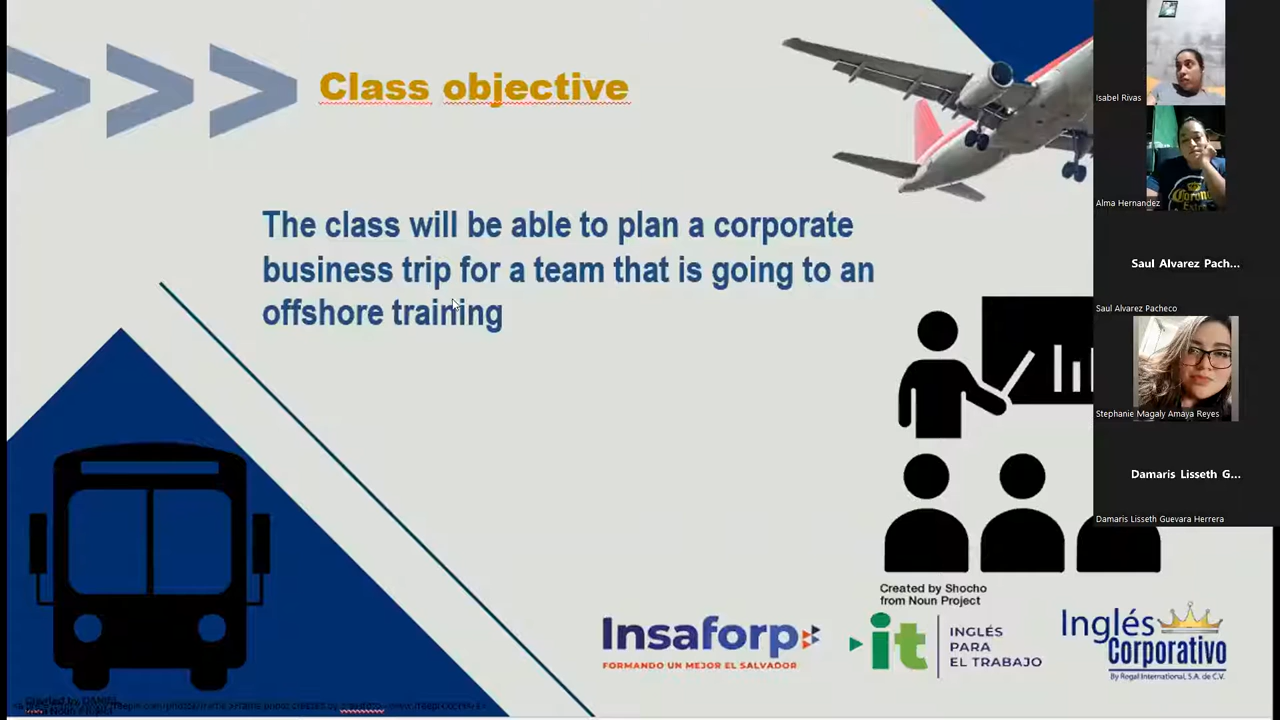 Class objective
The class will be able to plan a corporate
business trip for a team that is going to an
offshore training
Isabel Rivas
Corona
Alma Hernandez
Saul Alvarez Pach...
Saul Alvarez Pacheco
Stephanie Magaly Amaya Reyes
Damaris Lisseth G...
Damaris Lisseth Guevara Herrera
Created by Shocho
from Noun Project
Insaforp
FORMANDO UN MEJOR EL SALVADOR
it
INGLÉS
PARA
EL TRABAJO
Inglés
Corporativo
By Regal International, S.A. de C.V.